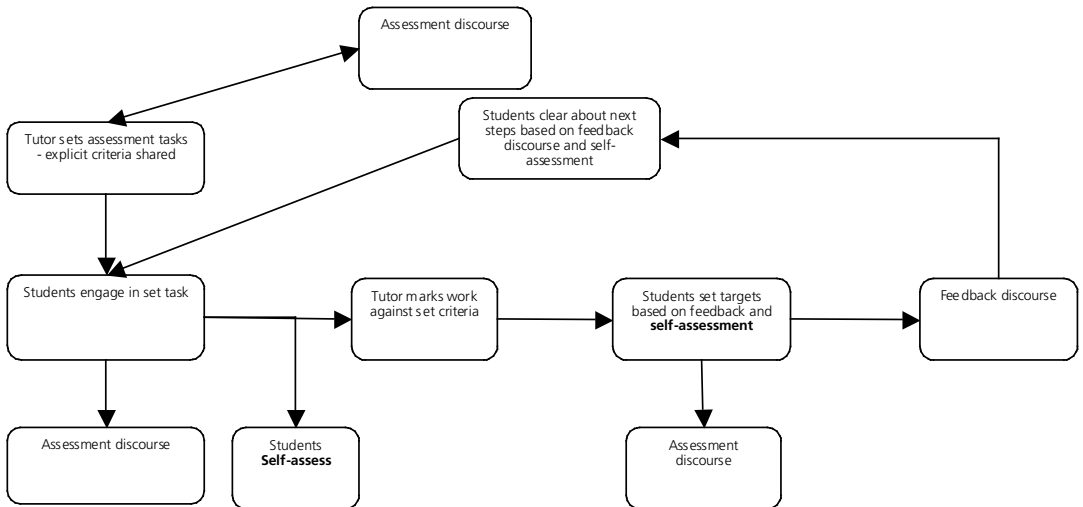 Assessment discourse
Students clear about next
steps based on feedback
discourse and self-
assessment
Tutor sets assessment tasks
- explicit criteria shared
Students engage in set task
Tutor marks work
against set criteria
Students set targets
based on feedback and
self-assessment
Feedback discourse
Assessment discourse
Students
Self-assess
Assessment
discourse